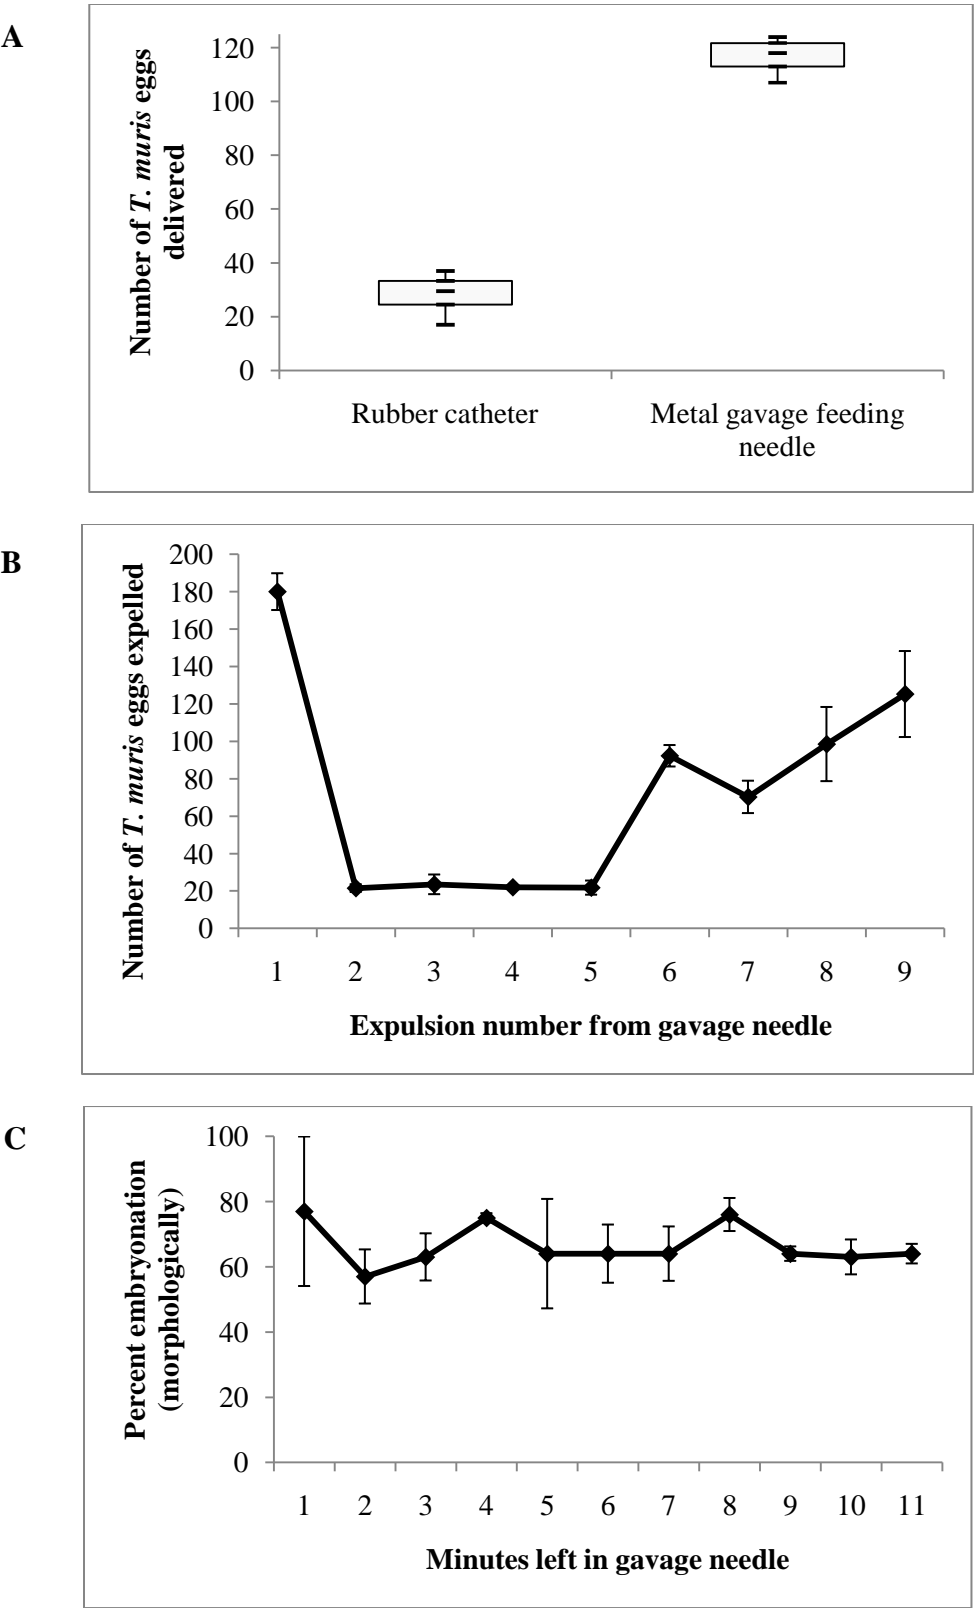 A
Number of T. muris eggs
delivered
120
100
80
60
40
20
0
Rubber catheter
Metal gavage feeding
needle
B
Number of T. muris eggs expelled
200
180
160
140
120
100
80
60
40
20
0
1 2 3 4 5 6 7 8 9
Expulsion number from gavage needle
C
Percent embryonation
(morphologically)
100
80
60
40
20
0
1 2 3 4 5 6 7 8 9 10 11
Minutes left in gavage needle